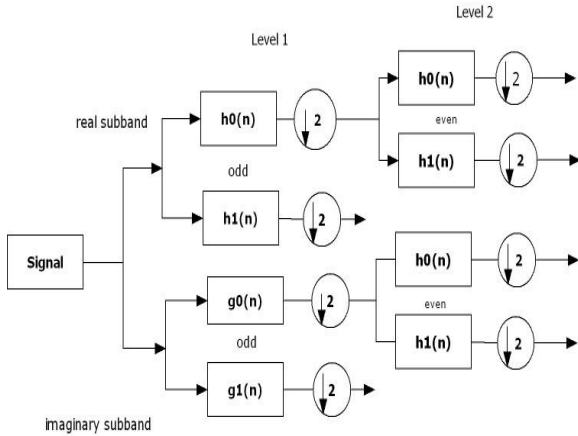 Level 2
Level 1
h0(n)
2
real subband
h0(n)
2
even
h1(n)
2
odd
h1(n)
2
Signal
h0(n)
2
g0(n)
2
even
odd
h1(n)
2
g1(n)
2
imaginary subband